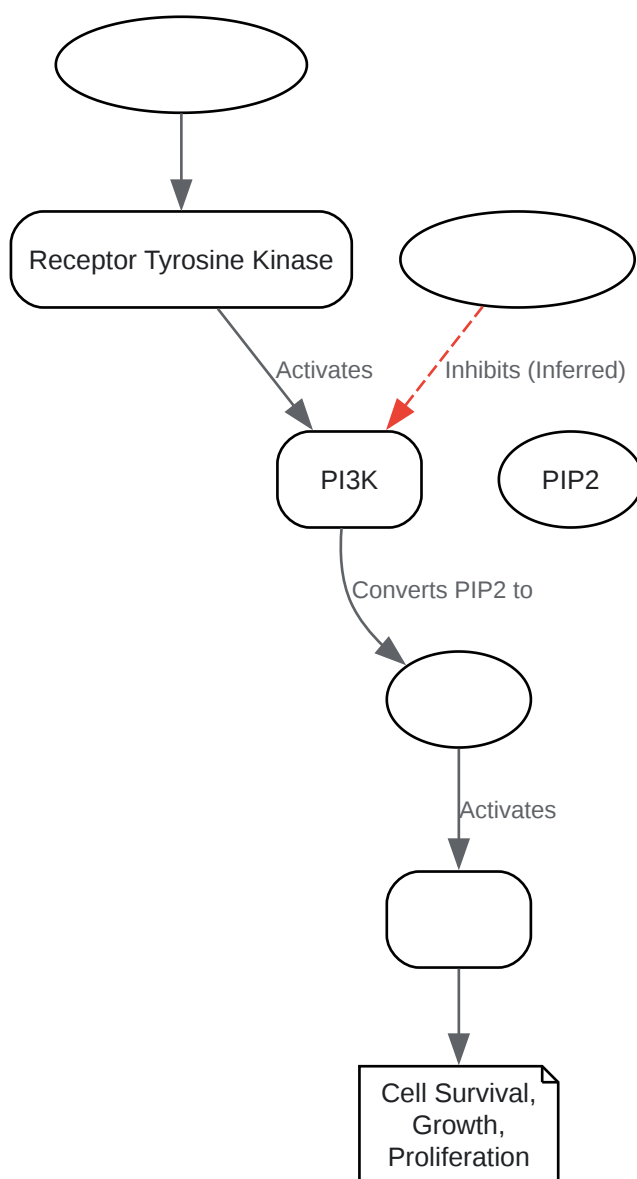 Receptor Tyrosine Kinase
Activates
Inhibits (Inferred)
PI3K
PIP2
Converts PIP2 to
Activates
Cell Survival,
Growth,
Proliferation